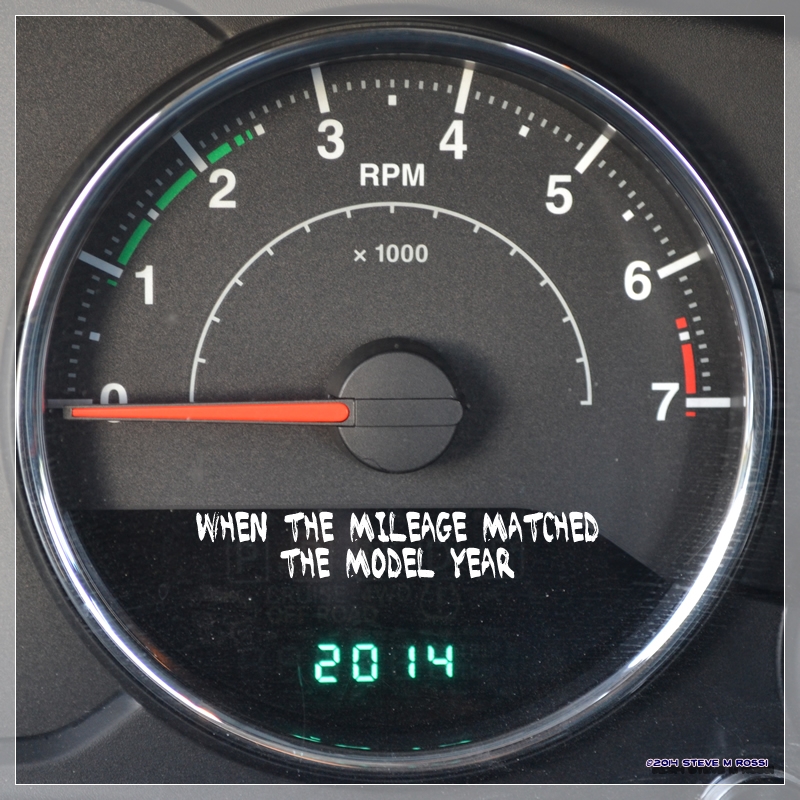 3 4
RPM
2 5
× 1000
1 6
0 7
WHEN THE MILEAGE MATCHED
THE MODEL YEAR
2014
©2014 STEVE M ROSSI